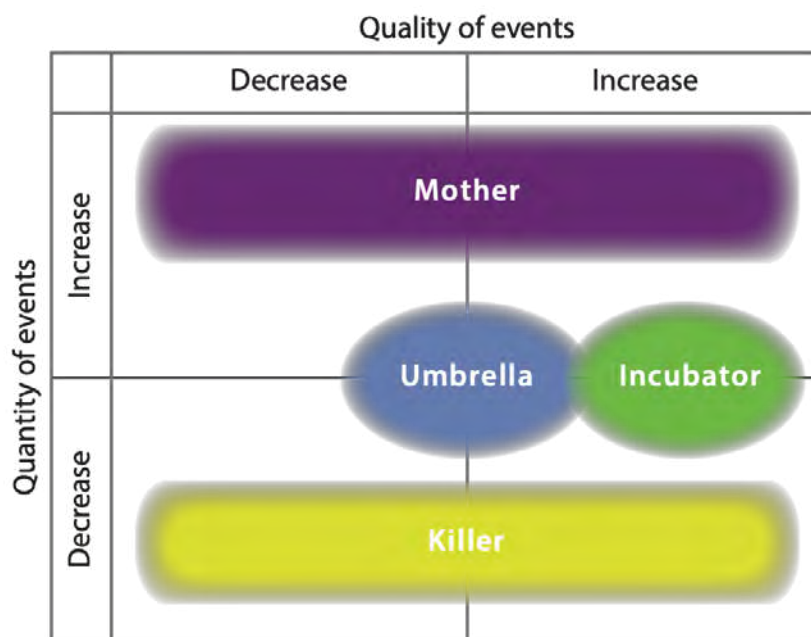 Quality of events
Decrease
Increase
Quantity of events
Increase
Mother
Umbrella
Incubator
Decrease
Killer